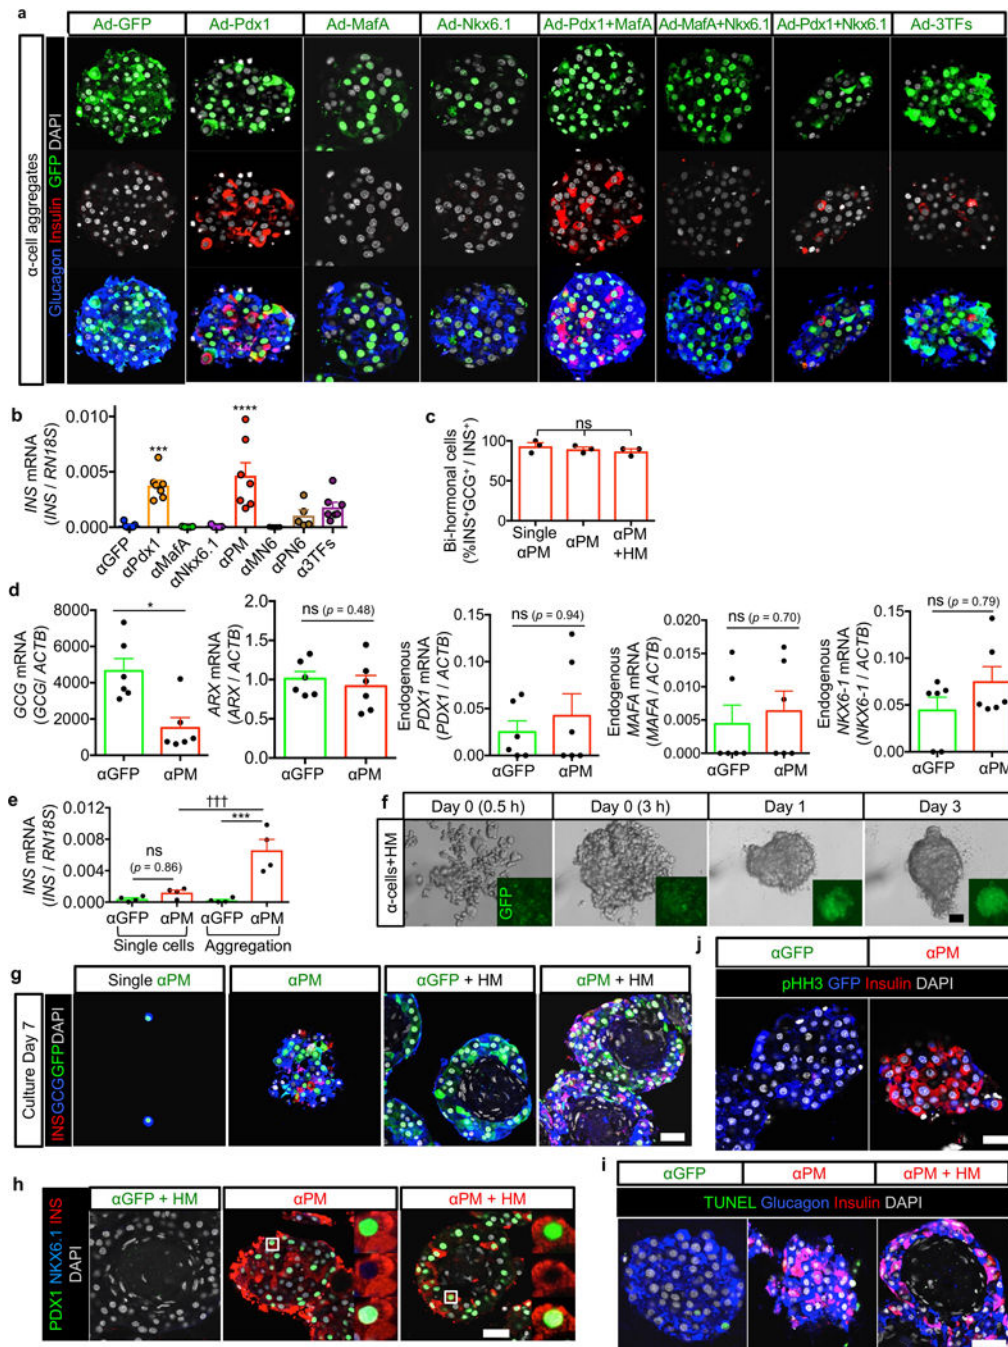 a
Ad-GFP Ad-Pdx1 Ad-MafA Ad-Nkx6.1 Ad-Pdx1+MafA Ad-MafA+Nkx6.1 Ad-Pdx1+Nkx6.1 Ad-3TFs
α-cell aggregates
Glucagon Insulin GFP DAPI
b
INS mRNA
(INS / RN18S)
0.010
0.005
0.000
***
****
αGFP αPdx1 αMafA αNkx6.1 αPM αMN6 αPN6 α3TFs
c
Bi-hormonal cells
(%INS⁺GCG⁺ / INS⁺)
100
50
0
ns
Single αPM
αPM
αPM +HM
d
GCG mRNA
(GCG/ ACTB)
8000
6000
4000
2000
0
*
αGFP αPM
ARX mRNA
(ARX / ACTB)
2.0
1.5
1.0
0.5
0.0
ns (p = 0.48)
αGFP αPM
Endogenous
PDX1 mRNA
(PDX1 / ACTB)
0.15
0.10
0.05
0.00
ns (p = 0.94)
αGFP αPM
Endogenous
MAFA mRNA
(MAFA / ACTB)
0.020
0.015
0.010
0.005
0.000
ns (p = 0.70)
αGFP αPM
Endogenous
NKX6-1 mRNA
(NKX6-1 / ACTB)
0.15
0.10
0.05
0.00
ns (p = 0.79)
αGFP αPM
e
INS mRNA
(INS / RN18S)
0.012
0.008
0.004
0.000
†††
***
ns
(p = 0.86)
αGFP αPM αGFP αPM
Single cells Aggregation
f
Day 0 (0.5 h) Day 0 (3 h) Day 1 Day 3
α-cells+HM
GFP
g
Single αPM αPM αGFP + HM αPM + HM
Culture Day 7
INSGCGGFPDAPI
j
αGFP αPM
pHH3 GFP Insulin DAPI
h
αGFP + HM αPM αPM + HM
PDX1 NKX6.1 INS
DAPI
i
αGFP αPM αPM + HM
TUNEL Glucagon Insulin DAPI